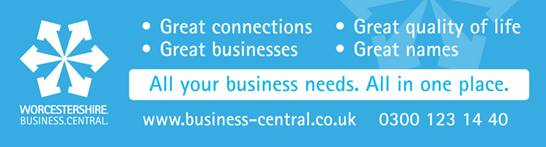 • Great connections • Great quality of life
• Great businesses • Great names
All your business needs. All in one place.
WORCESTERSHIRE.
BUSINESS.CENTRAL.
www.business-central.co.uk 0300 123 14 40